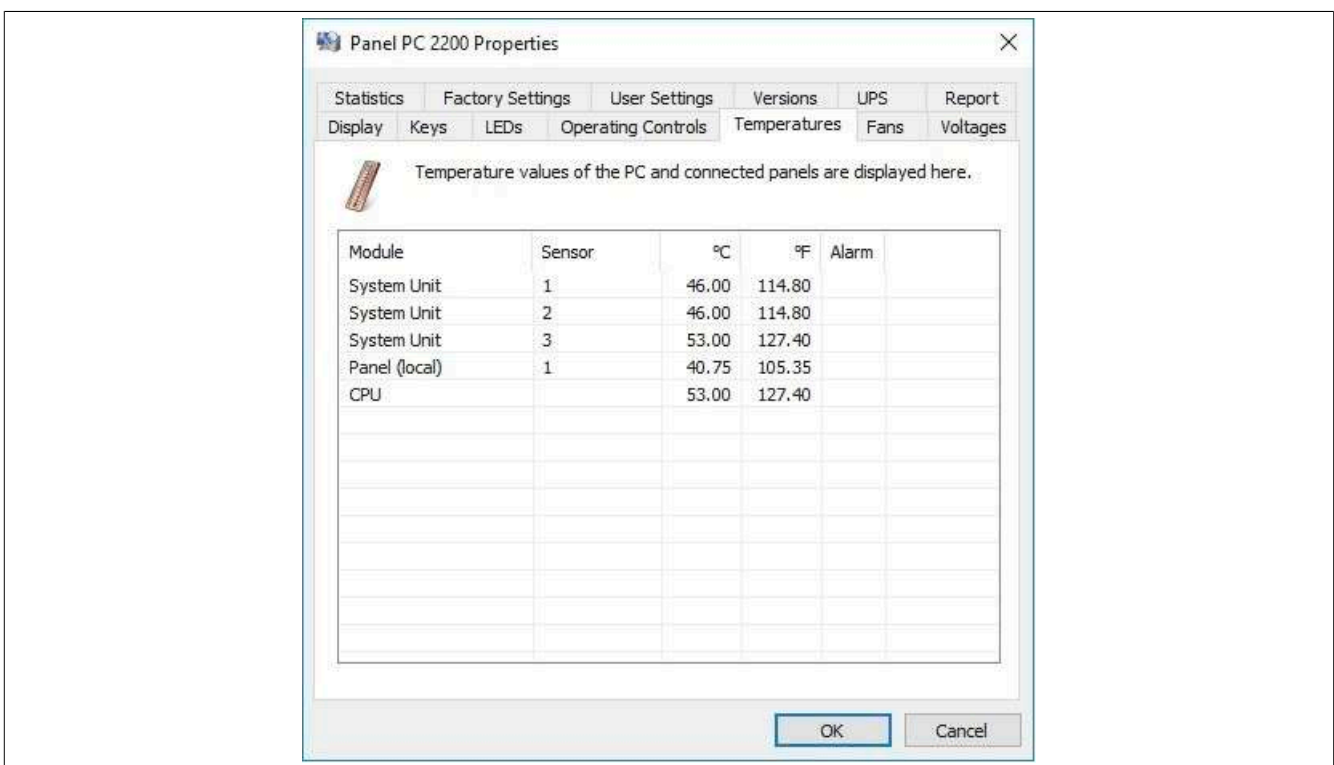 Panel PC 2200 Properties
Statistics Factory Settings User Settings Versions UPS Report
Display Keys LEDs Operating Controls Temperatures Fans Voltages
Temperature values of the PC and connected panels are displayed here.
Module Sensor ºC ºF Alarm
System Unit 1 46.00 114.80
System Unit 2 46.00 114.80
System Unit 3 53.00 127.40
Panel (local) 1 40.75 105.35
CPU 53.00 127.40
OK Cancel